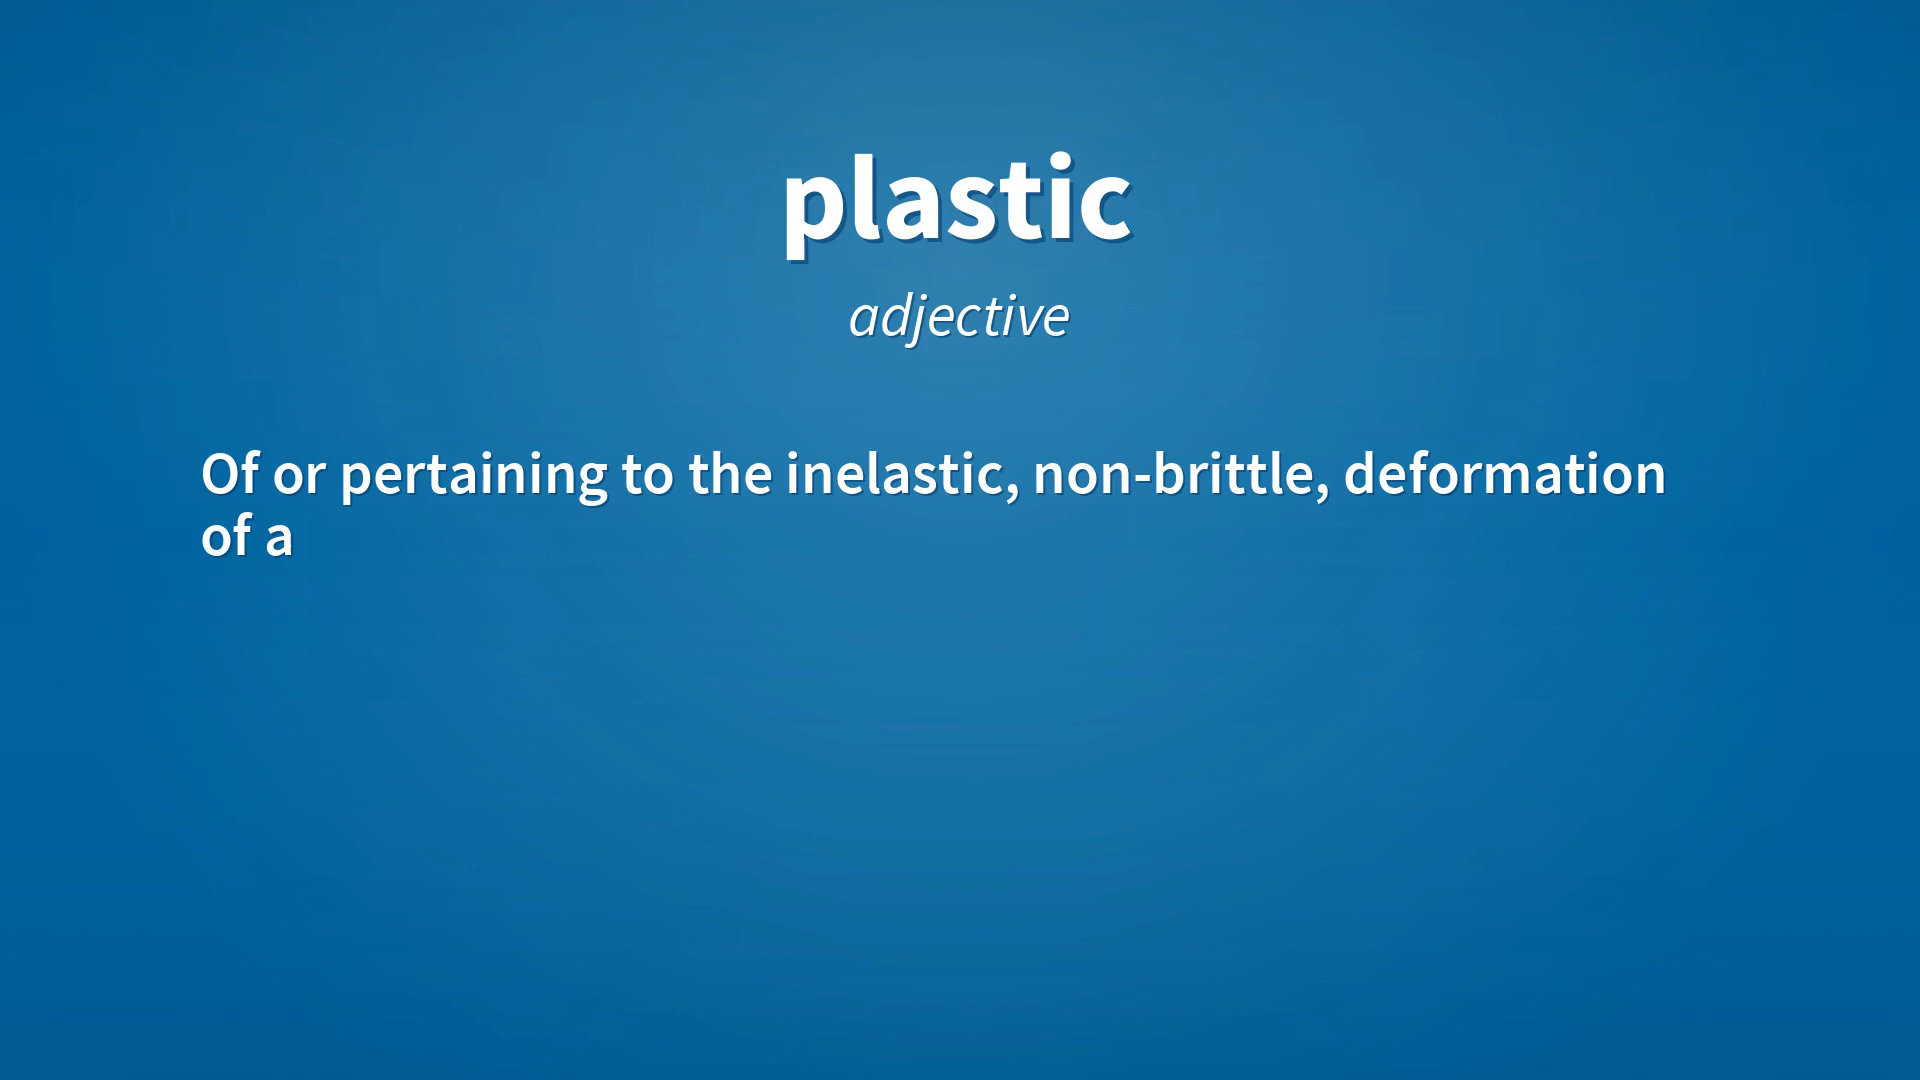 plastic
adjective
Of or pertaining to the inelastic, non-brittle, deformation
of a